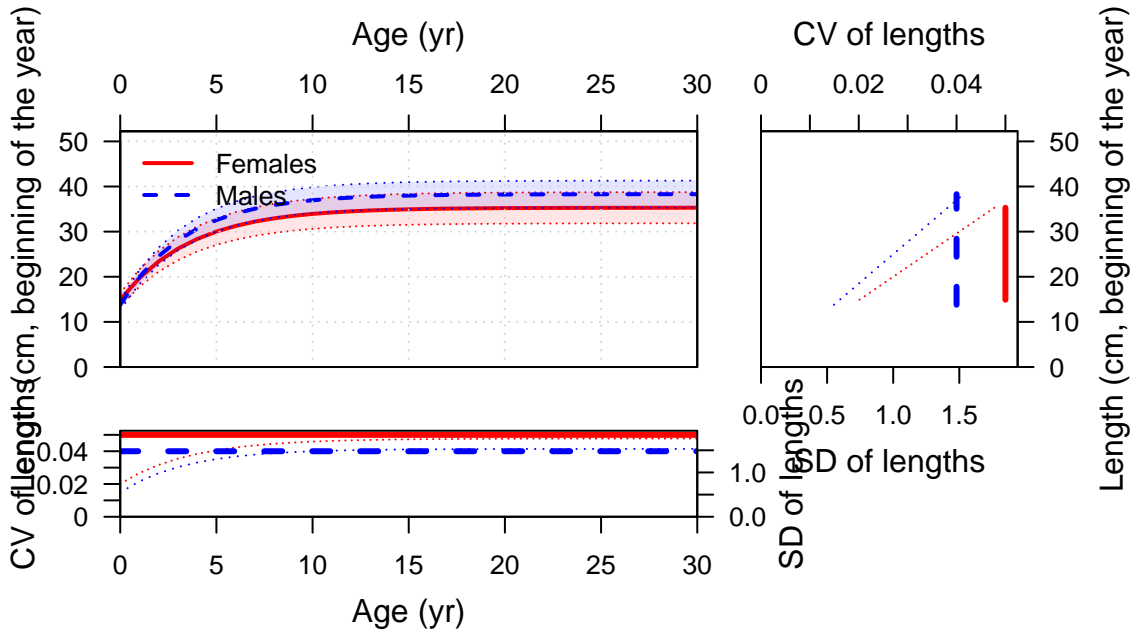 Age (yr)
CV of lengths
0 5 10 15 20 25 30
0 0.02 0.04
Length (cm, beginning of the year)
50
40
30
20
10
0
Females
Males
50
40
30
20
10
0
Length (cm, beginning of the year)
0.0 0.5 1.0 1.5
SD of lengths
CV of lengths
0.04
0.02
0
1.0
0.0
SD of lengths
0 5 10 15 20 25 30
Age (yr)